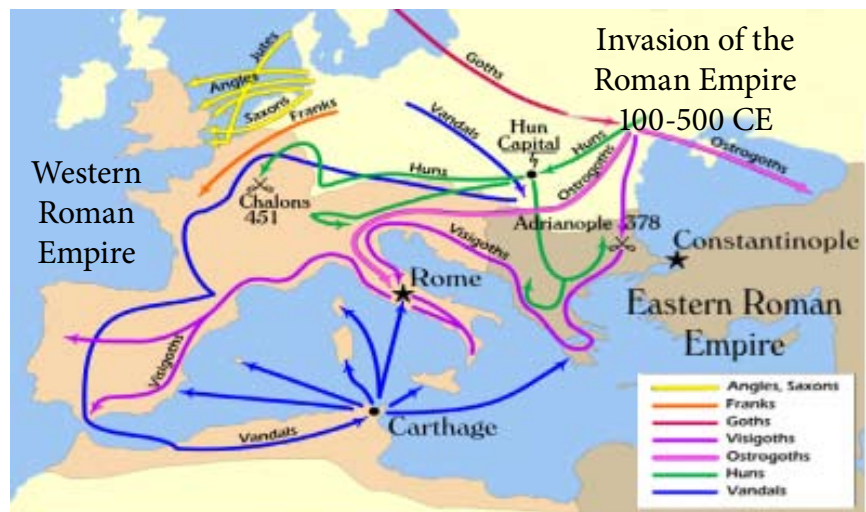 Invasion of the
Roman Empire
100-500 CE
Jutes
Angles
Saxons
Franks
Goths
Vandals
Hun
Capital
Huns
Ostrogoths
Huns
Ostrogoths
Western
Roman
Empire
Chalons
451
Visigoths
Adrianople 378
Constantinople
Rome
Eastern Roman
Empire
Visigoths
Vandals
Carthage
Angles, Saxons
Franks
Goths
Visigoths
Ostrogoths
Huns
Vandals